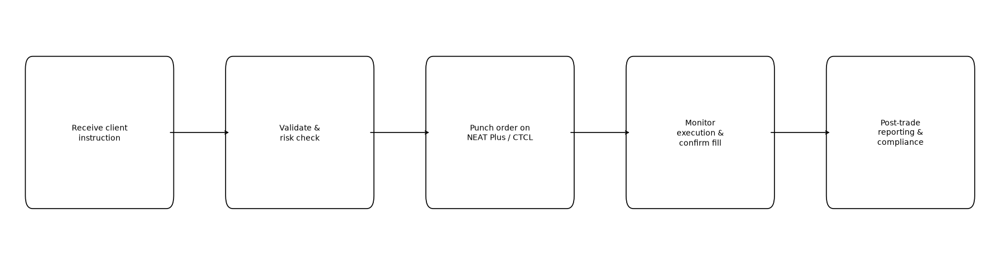 Receive client
instruction
Validate &
risk check
Punch order on
NEAT Plus / CTCL
Monitor
execution &
confirm fill
Post-trade
reporting &
compliance